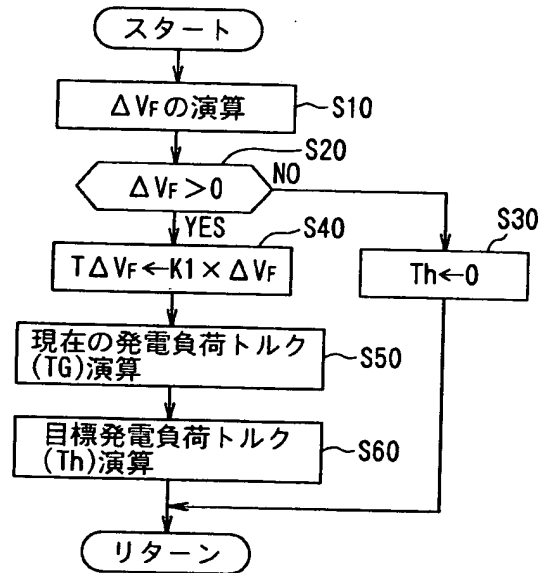 スタート
ΔVFの演算
S10
S20
ΔVF>0
NO
YES
S40
S30
TΔVF←K1×ΔVF
Th←0
現在の発電負荷トルク
(TG)演算
S50
目標発電負荷トルク
(Th)演算
S60
リターン